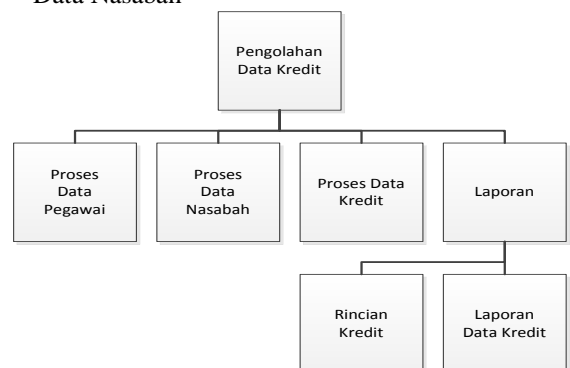 Data Nasabah
Pengolahan
Data Kredit
Proses
Data
Pegawai
Proses
Data
Nasabah
Proses Data
Kredit
Laporan
Rincian
Kredit
Laporan
Data Kredit